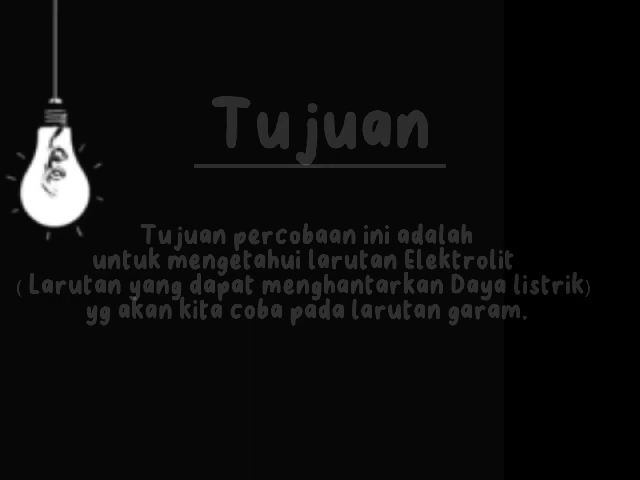 Tujuan
Tujuan percobaan ini adalah
untuk mengetahui larutan Elektrolit
( Larutan yang dapat menghantarkan Daya listrik)
yg akan kita coba pada larutan garam.